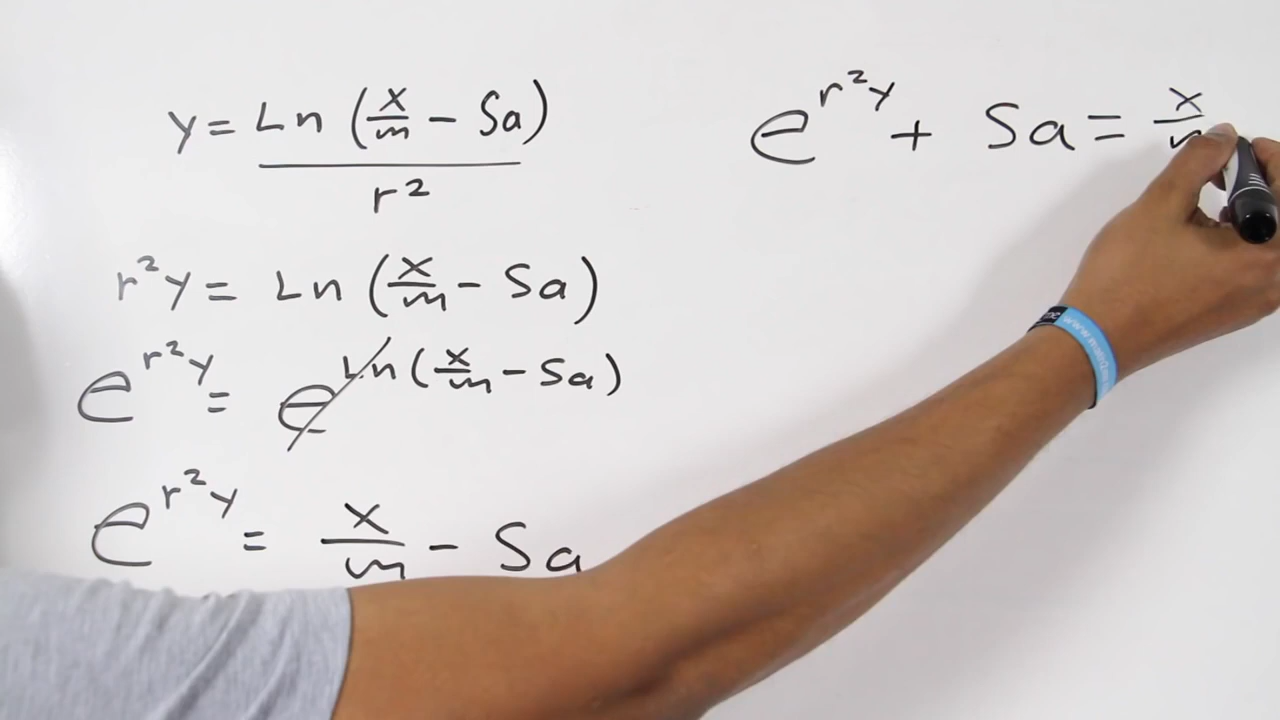 y = Ln (x/m - Sa)
r²
r²y = Ln (x/m - Sa)
e^r²y = e^Ln (x/m - Sa)
e^r²y = x/m - Sa
e^r²y + Sa = x/m